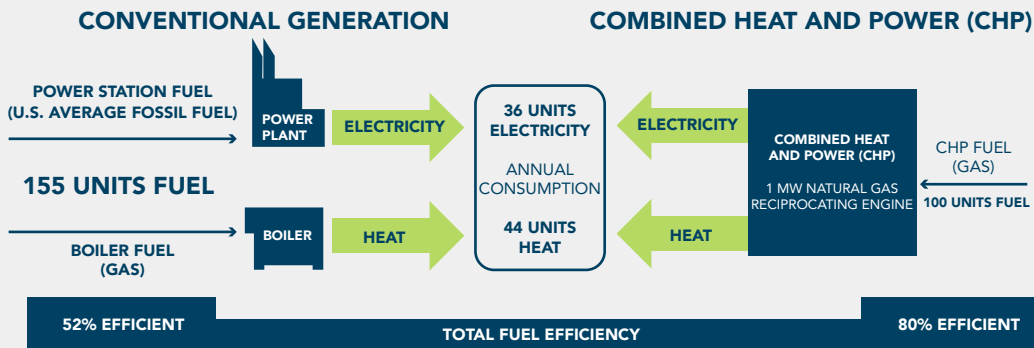 CONVENTIONAL GENERATION
COMBINED HEAT AND POWER (CHP)
POWER STATION FUEL
(U.S. AVERAGE FOSSIL FUEL)
POWER
PLANT
ELECTRICITY
155 UNITS FUEL
BOILER FUEL
(GAS)
BOILER
HEAT
36 UNITS
ELECTRICITY
ANNUAL
CONSUMPTION
44 UNITS
HEAT
ELECTRICITY
HEAT
COMBINED HEAT
AND POWER (CHP)
1 MW NATURAL GAS
RECIPROCATING ENGINE
CHP FUEL
(GAS)
100 UNITS FUEL
52% EFFICIENT
TOTAL FUEL EFFICIENCY
80% EFFICIENT